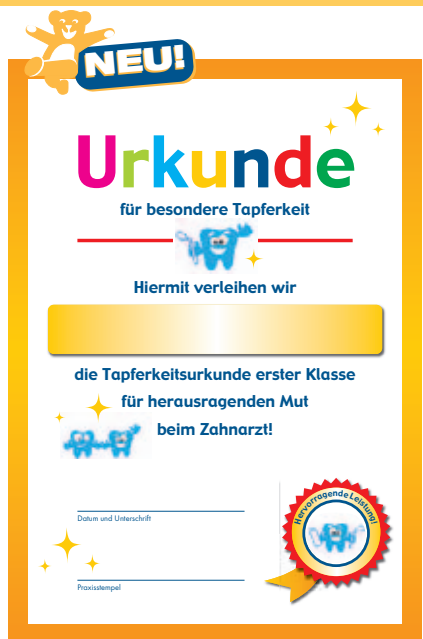 NEU!
Urkunde
für besondere Tapferkeit
Hiermit verleihen wir
die Tapferkeitsurkunde erster Klasse
für herausragenden Mut
beim Zahnarzt!
Hervorragende Leistung!
Datum und Unterschrift
Praxisstempel